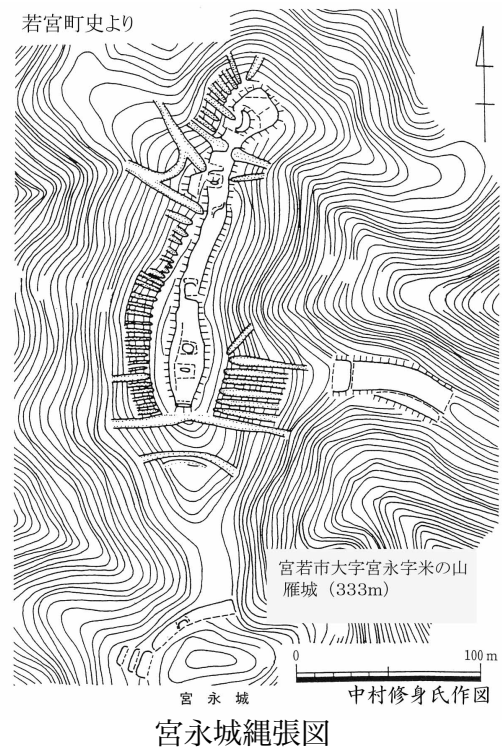 若宮町史より
宮若市大字宮永字米の山
雁城（333m）
0 100m
宮永城
中村修身氏作図
宮永城縄張図